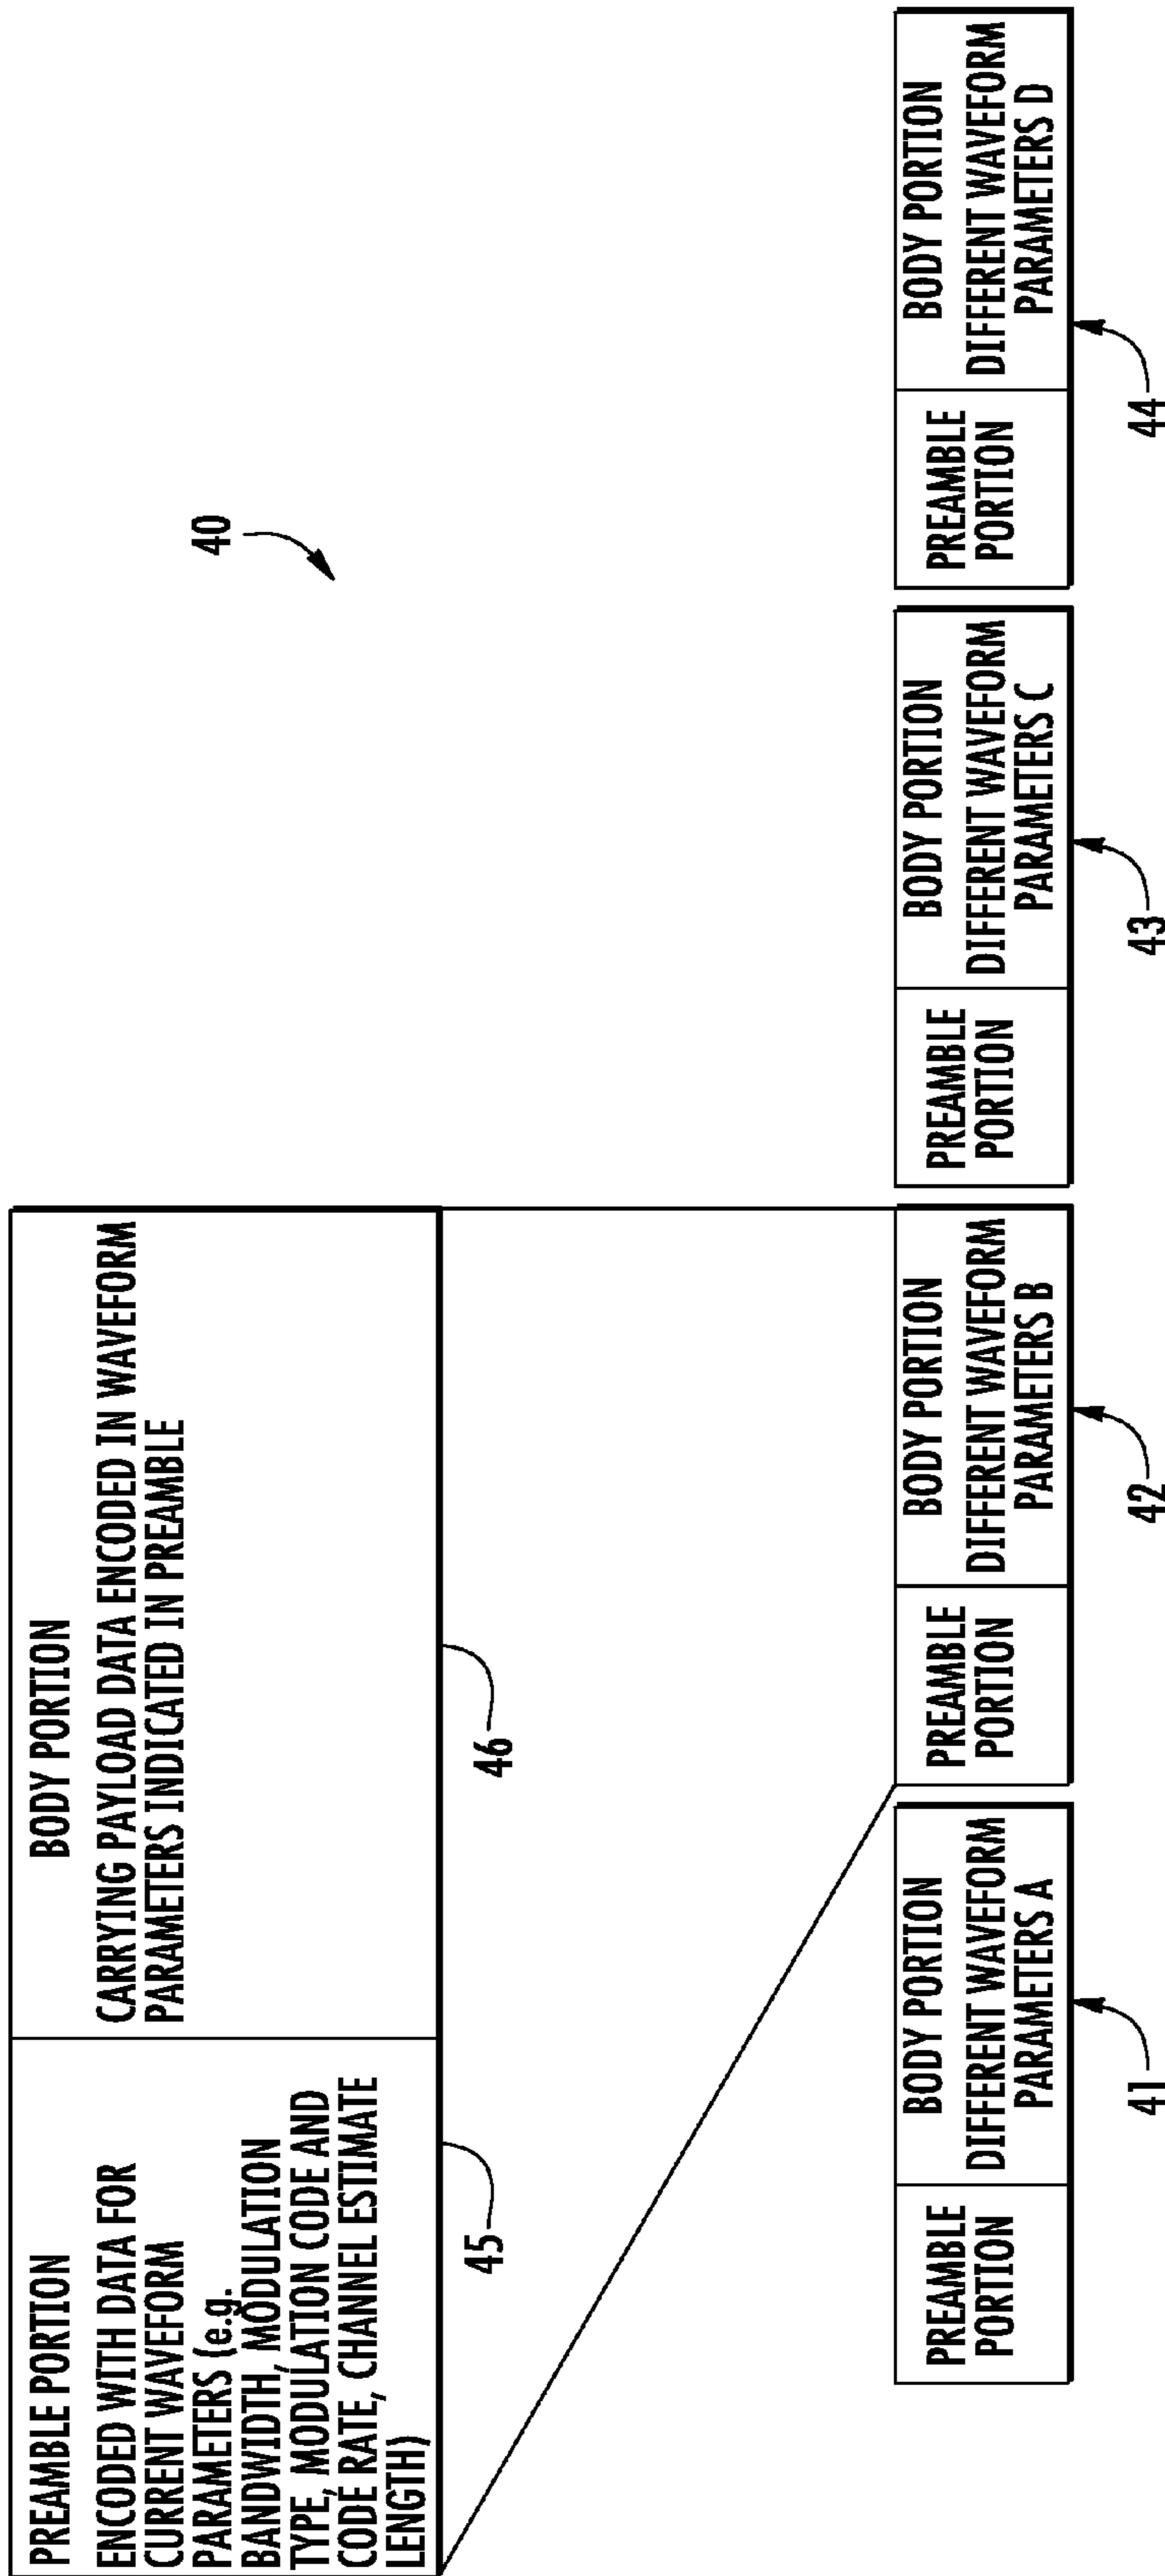 PREAMBLE PORTION
ENCODED WITH DATA FOR
CURRENT WAVEFORM
PARAMETERS (e.g.
BANDWIDTH, MODULATION
TYPE, MODULATION CODE AND
CODE RATE, CHANNEL ESTIMATE
LENGTH)
BODY PORTION
CARRYING PAYLOAD DATA ENCODED IN WAVEFORM
PARAMETERS INDICATED IN PREAMBLE
45
46
40
PREAMBLE
PORTION
BODY PORTION
DIFFERENT WAVEFORM
PARAMETERS A
41
PREAMBLE
PORTION
BODY PORTION
DIFFERENT WAVEFORM
PARAMETERS B
42
PREAMBLE
PORTION
BODY PORTION
DIFFERENT WAVEFORM
PARAMETERS C
43
PREAMBLE
PORTION
BODY PORTION
DIFFERENT WAVEFORM
PARAMETERS D
44